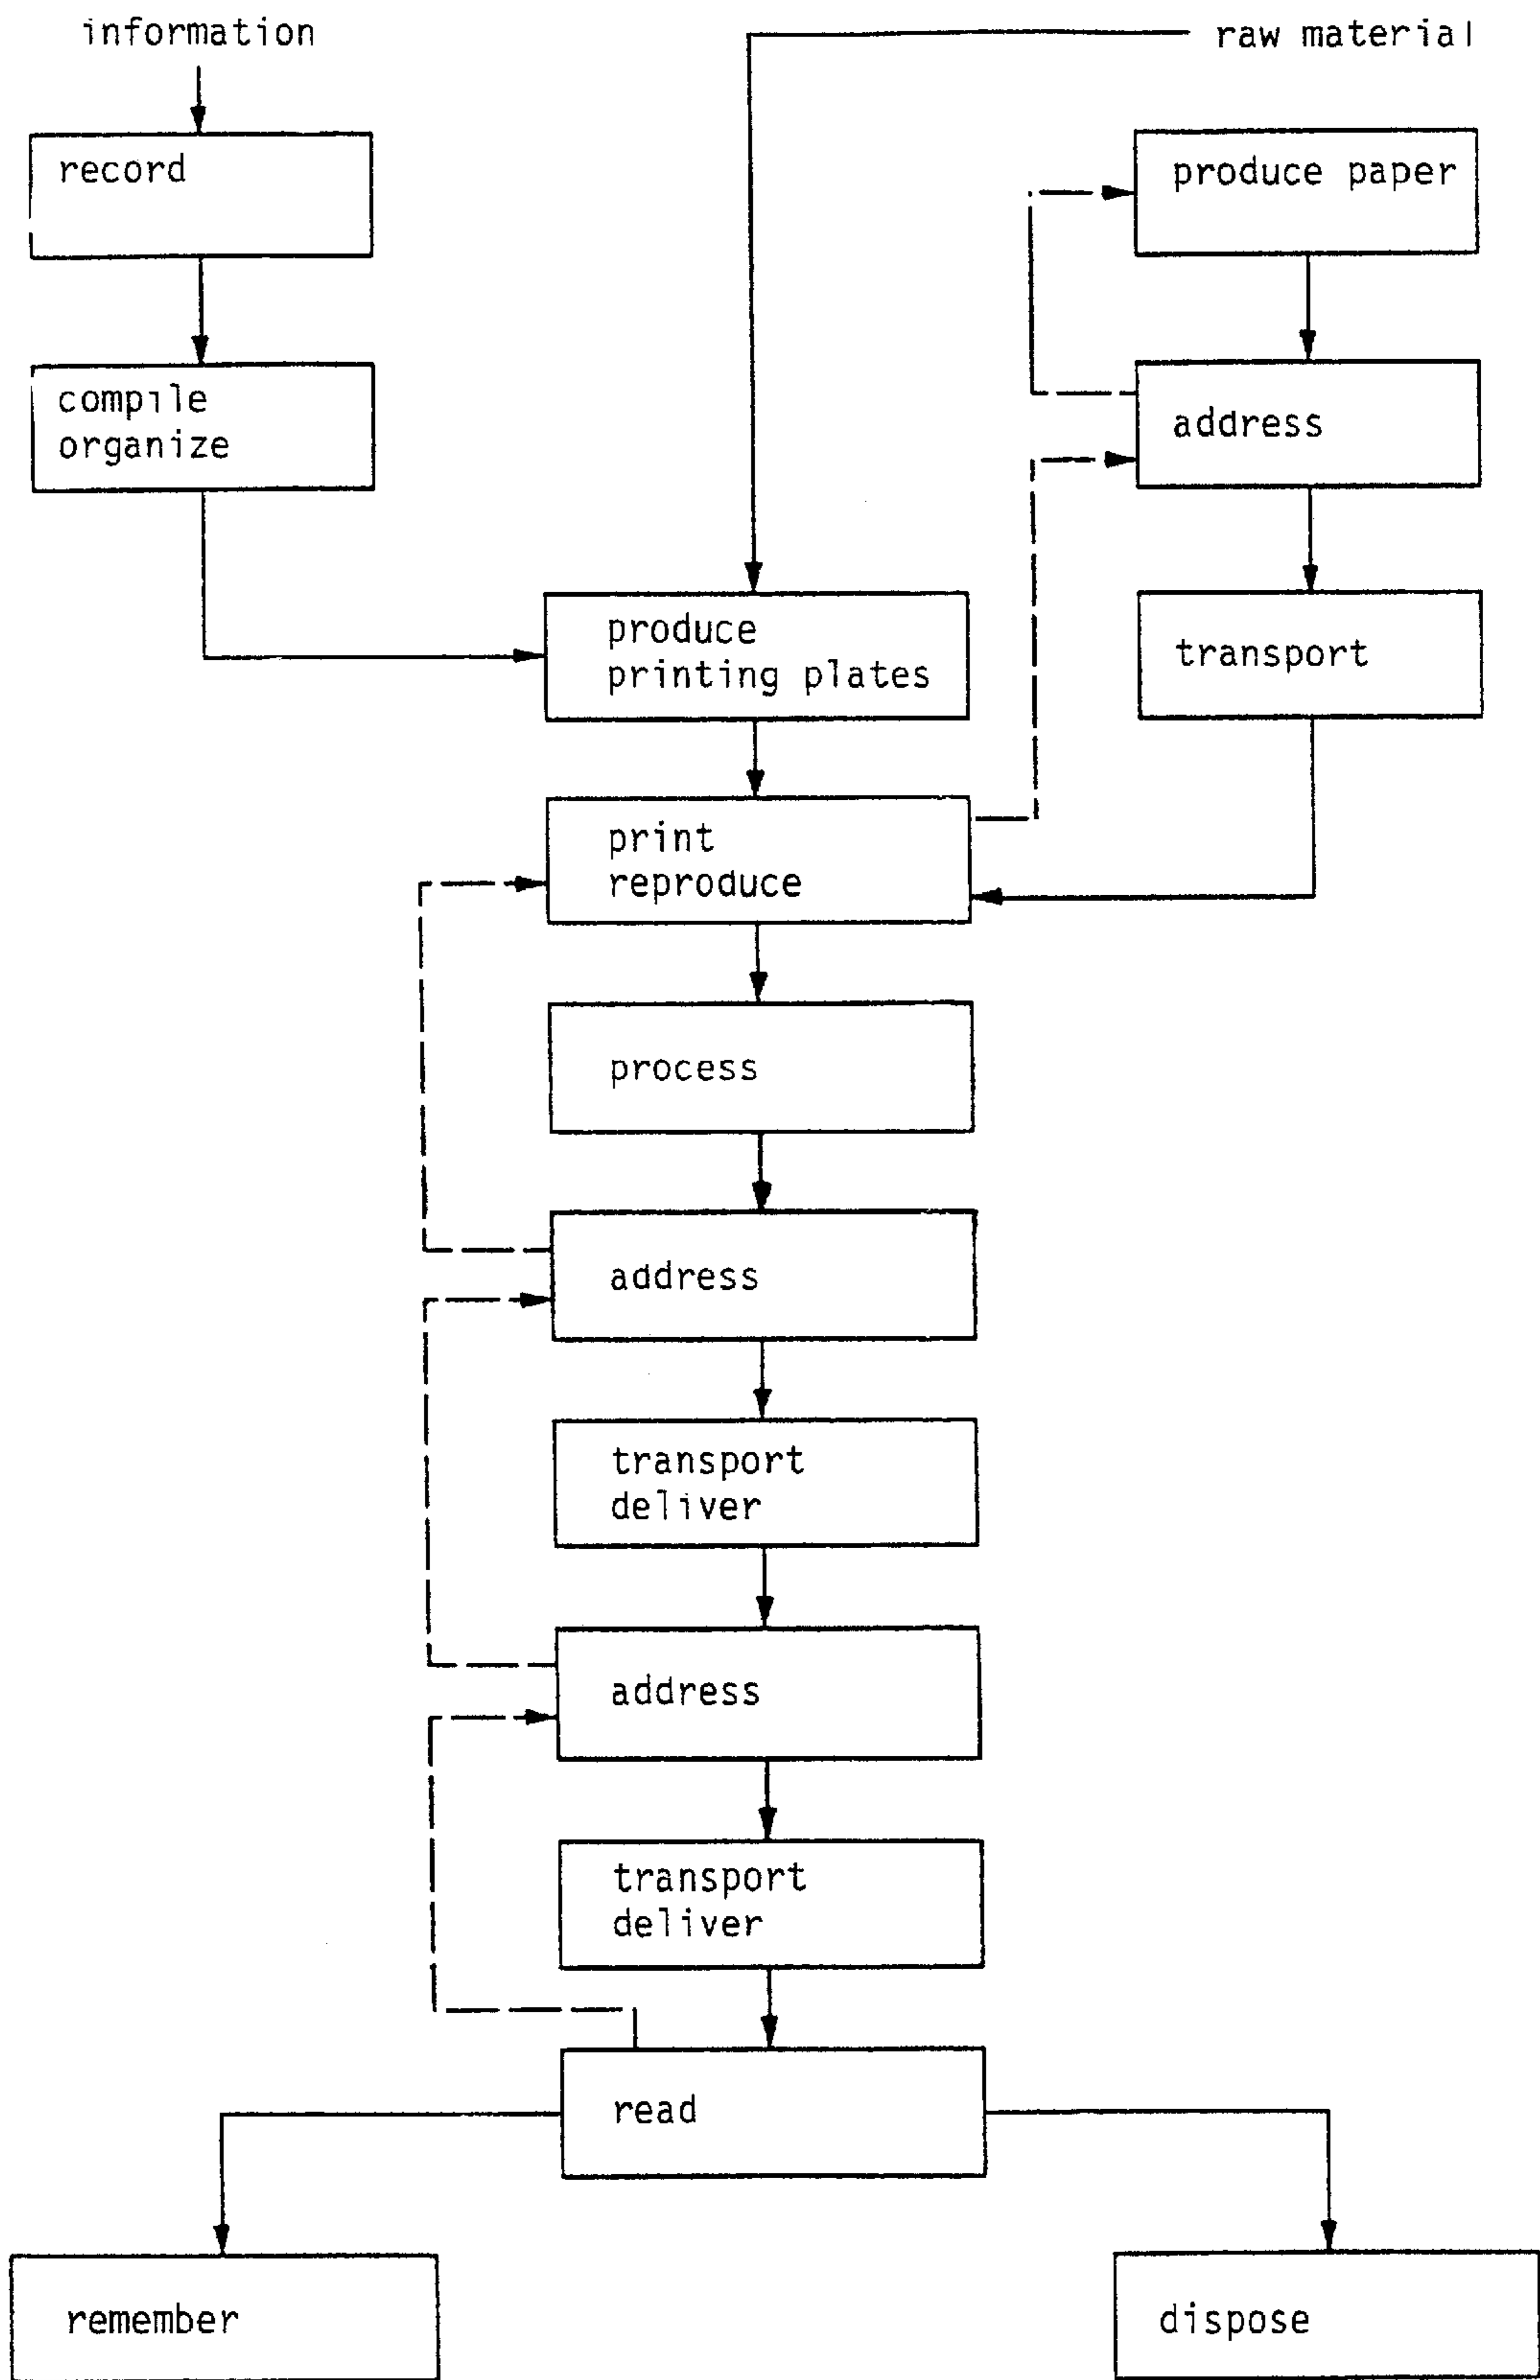 information
raw material
record
produce paper
compile
organize
address
produce
printing plates
transport
print
reproduce
process
address
transport
deliver
address
transport
deliver
read
remember
dispose